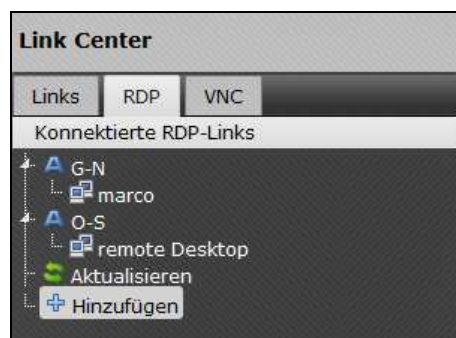 Link Center
Links RDP VNC
Konnektierte RDP-Links
A G-N
marco
A O-S
remote Desktop
Aktualisieren
Hinzufügen